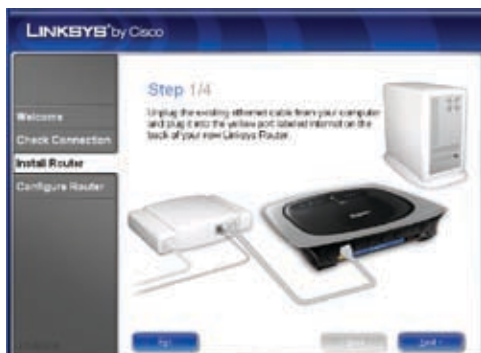 LINKSYS by Cisco
Step 1/4
Unplug the existing ethernet cable from your computer
and plug it into the yellow port labeled internet on the
back of your new Linksys Router.
Welcome
Check Connection
Install Router
Configure Router